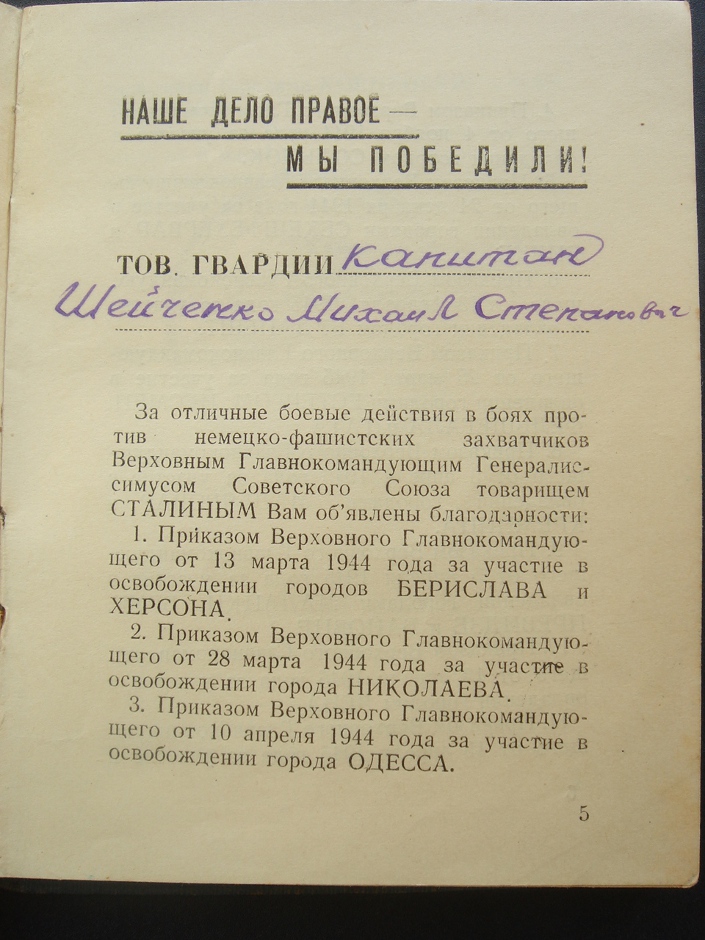 НАШЕ ДЕЛО ПРАВОЕ —
МЫ ПОБЕДИЛИ!
ТОВ. ГВАРДИИ капитан
Шейченко Михаил Степанович
За отличные боевые действия в боях про-
тив немецко-фашистских захватчиков
Верховным Главнокомандующим Генералис-
симусом Советского Союза товарищем
СТАЛИНЫМ Вам об’явлены благодарности:
1. Приказом Верховного Главнокомандую-
щего от 13 марта 1944 года за участие в
освобождении городов БЕРИСЛАВА и
ХЕРСОНА.
2. Приказом Верховного Главнокомандую-
щего от 28 марта 1944 года за участие в
освобождении города НИКОЛАЕВА.
3. Приказом Верховного Главнокомандую-
щего от 10 апреля 1944 года за участие в
освобождении города ОДЕССА.
5